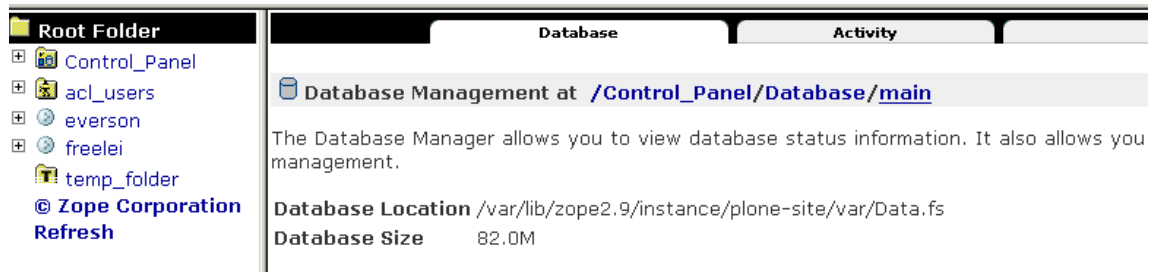 Root Folder
Control_Panel
acl_users
everson
freelei
temp_folder
© Zope Corporation
Refresh
Database
Activity
Database Management at /Control_Panel/Database/main
The Database Manager allows you to view database status information. It also allows you
management.
Database Location /var/lib/zope2.9/instance/plone-site/var/Data.fs
Database Size 82.0M